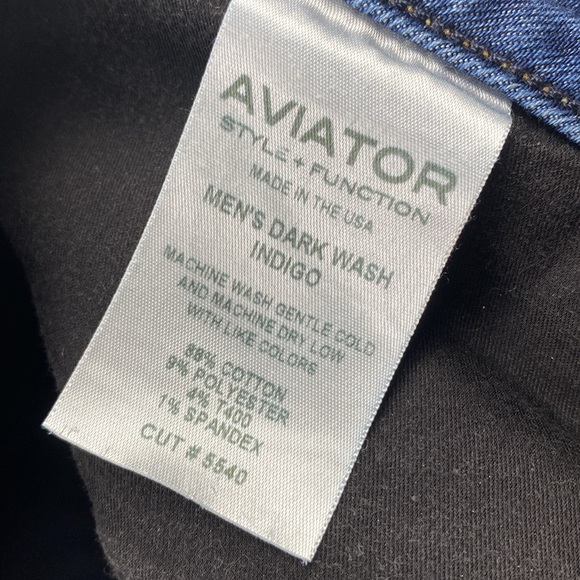 AVIATOR
STYLE + FUNCTION
MADE IN THE USA
MEN'S DARK WASH
INDIGO
MACHINE WASH GENTLE COLD
AND MACHINE DRY LOW
WITH LIKE COLORS
86% COTTON
9% POLYESTER
4% T400
1% SPANDEX
CUT # 5540